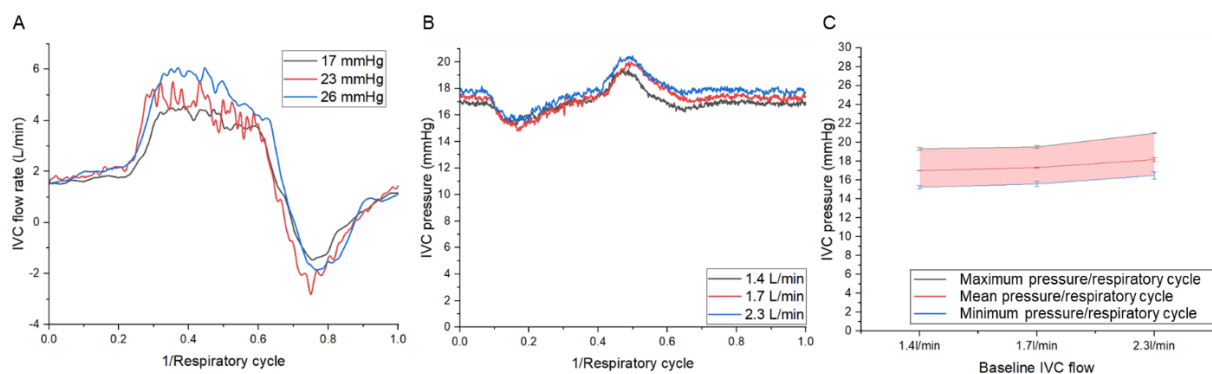 A
IVC flow rate (L/min)
6
4
2
0
-2
-4
17 mmHg
23 mmHg
26 mmHg
0.0 0.2 0.4 0.6 0.8 1.0
1/Respiratory cycle
B
IVC pressure (mmHg)
20
18
16
14
12
10
8
6
4
2
0
1.4 L/min
1.7 L/min
2.3 L/min
0.0 0.2 0.4 0.6 0.8 1.0
1/Respiratory cycle
C
IVC pressure (mmHg)
30
28
26
24
22
20
18
16
14
12
10
8
6
4
2
0
Maximum pressure/respiratory cycle
Mean pressure/respiratory cycle
Minimum pressure/respiratory cycle
1.4l/min 1.7l/min 2.3l/min
Baseline IVC flow